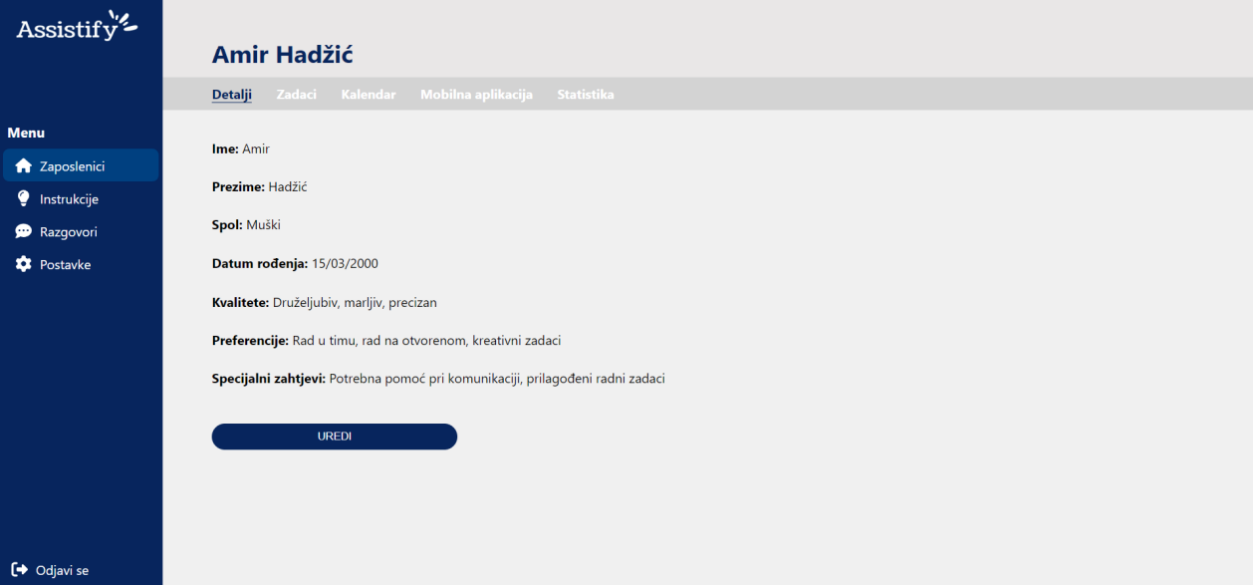 Assistify
Menu
Zaposlenici
Instrukcije
Razgovori
Postavke
Odjavi se
Amir Hadžić
Detalji Zadaci Kalendar Mobilna aplikacija Statistika
Ime: Amir
Prezime: Hadžić
Spol: Muški
Datum rođenja: 15/03/2000
Kvalitete: Druželjubiv, marljiv, precizan
Preferencije: Rad u timu, rad na otvorenom, kreativni zadaci
Specijalni zahtjevi: Potrebna pomoć pri komunikaciji, prilagođeni radni zadaci
UREDI